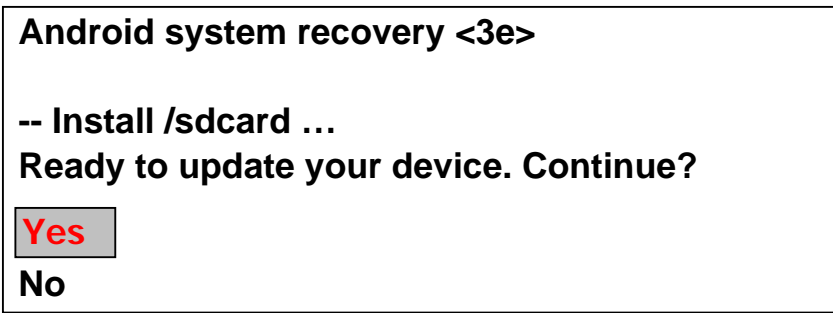 Android system recovery <3e>
-- Install /sdcard …
Ready to update your device. Continue?
Yes
No